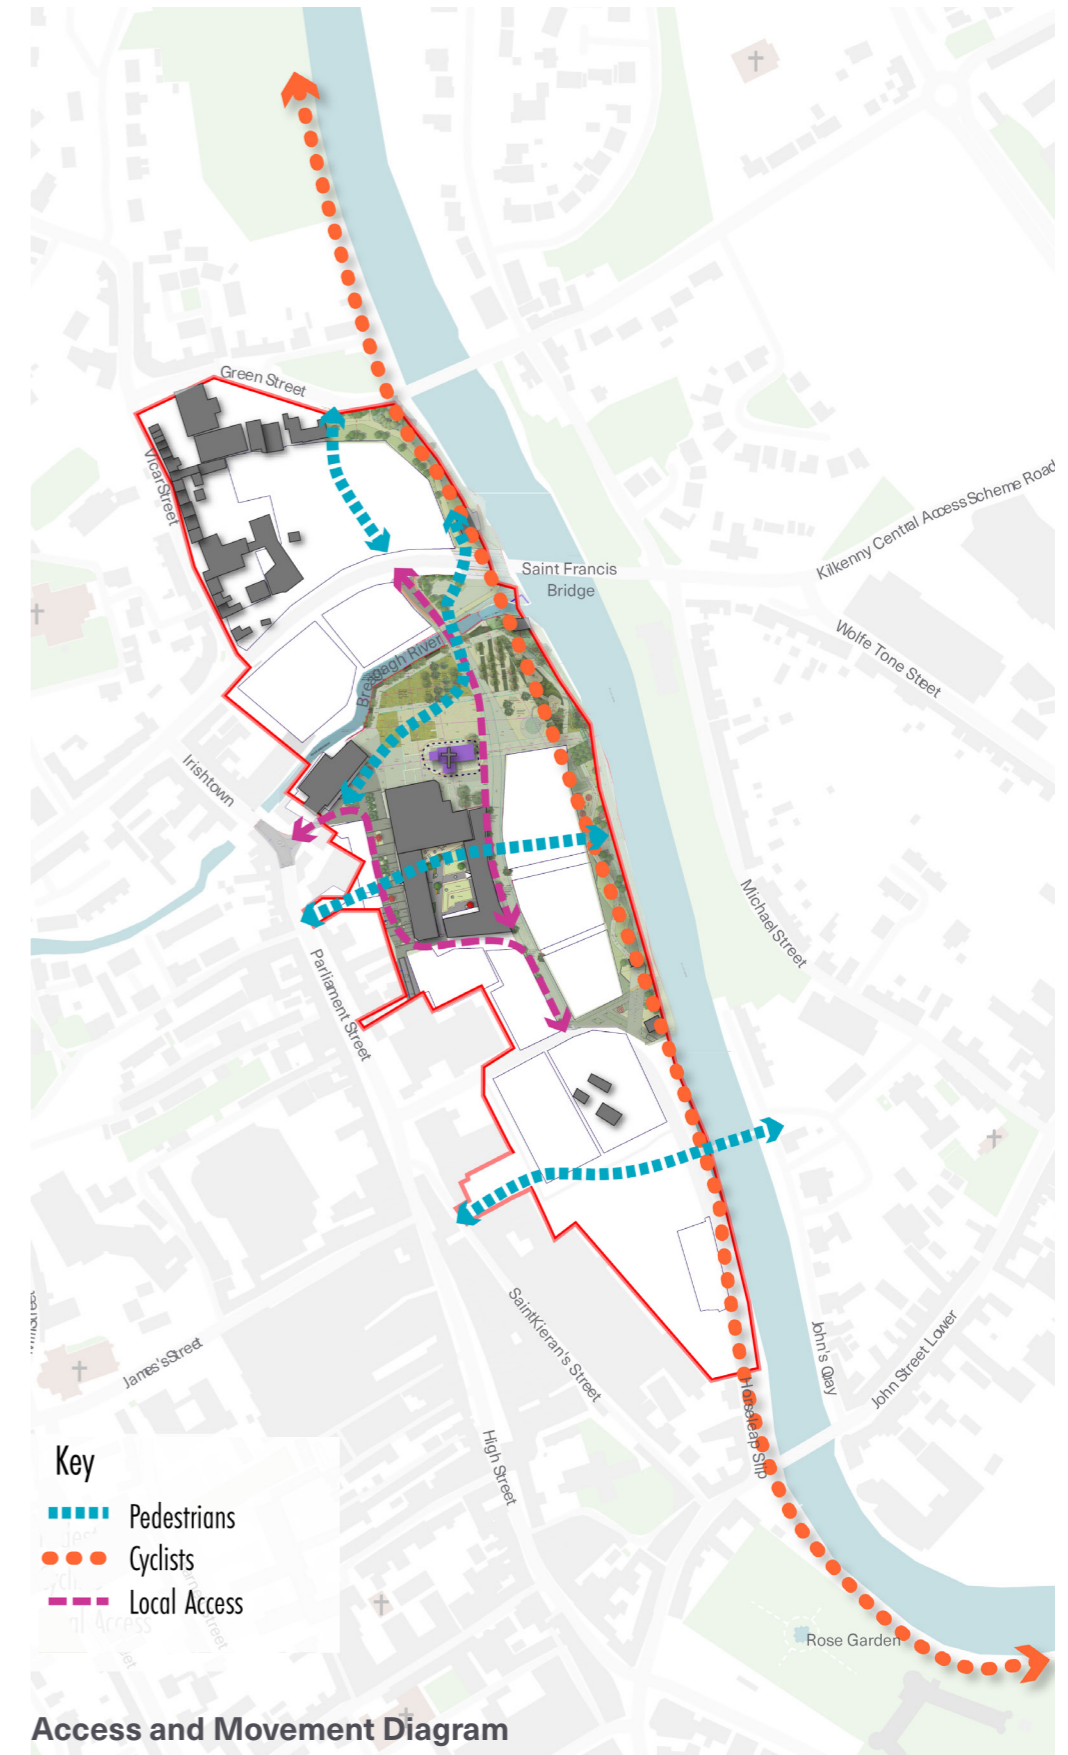 Green Street
Vicar Street
Kilkenny Central Access Scheme Road
Saint Francis
Bridge
Wolfe Tone Street
Breagagh River
Irishtown
Michael Street
Parliament Street
Saint Kieran's Street
James's Street
John's Quay
John Street Lower
Horseleap Slip
High Street
Key
Pedestrians
Cyclists
Local Access
Rose Garden
Access and Movement Diagram